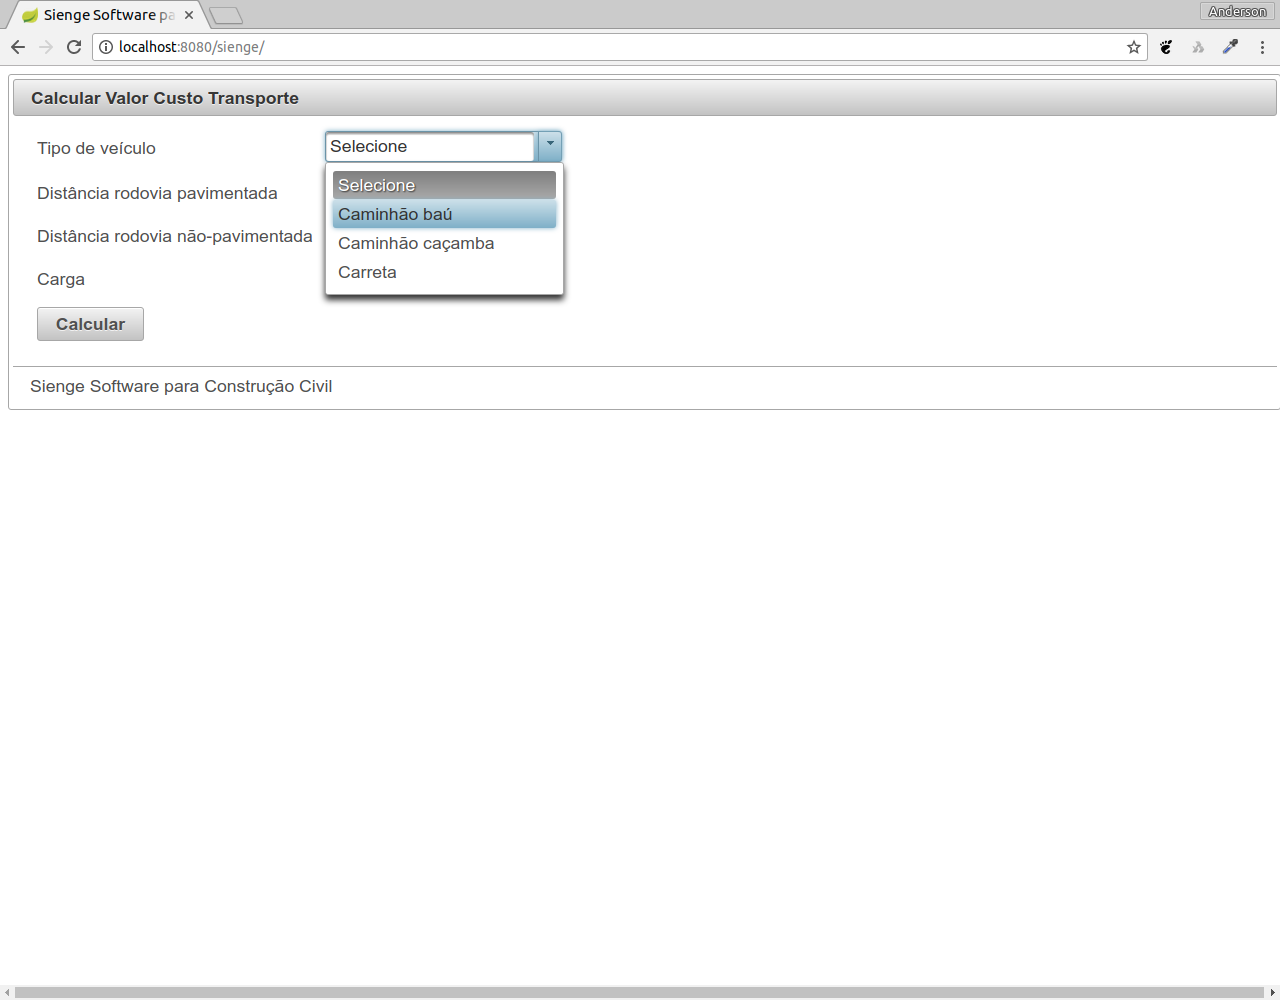 Sienge Software pa
Anderson
localhost:8080/sienge/
Calcular Valor Custo Transporte
Tipo de veículo
Selecione
Selecione
Caminhão baú
Caminhão caçamba
Carreta
Distância rodovia pavimentada
Distância rodovia não-pavimentada
Carga
Calcular
Sienge Software para Construção Civil